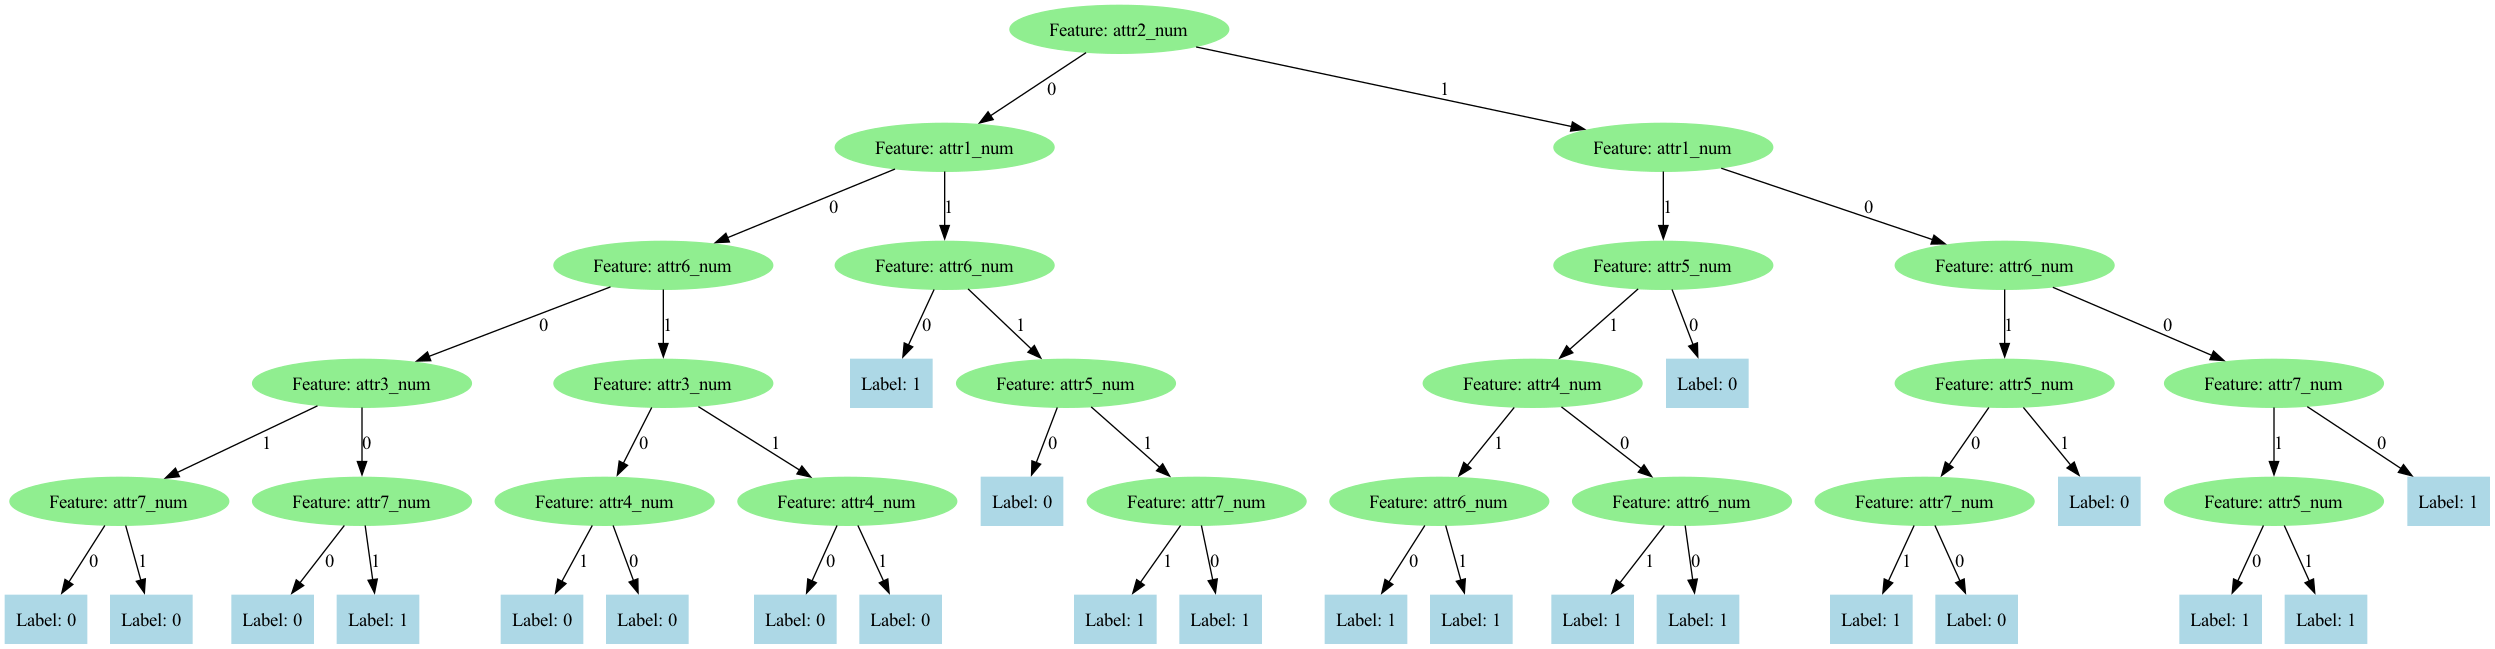 Feature: attr2_num
0
1
Feature: attr1_num
Feature: attr1_num
0
1
1
0
Feature: attr6_num
Feature: attr6_num
Feature: attr5_num
Feature: attr6_num
0
1
0
1
1
0
1
0
Feature: attr3_num
Feature: attr3_num
Label: 1
Feature: attr5_num
Feature: attr4_num
Label: 0
Feature: attr5_num
Feature: attr7_num
1
0
0
1
0
1
1
0
0
1
1
0
Feature: attr7_num
Feature: attr7_num
Feature: attr4_num
Feature: attr4_num
Label: 0
Feature: attr7_num
Feature: attr6_num
Feature: attr6_num
Feature: attr7_num
Label: 0
Feature: attr5_num
Label: 1
0
1
0
1
1
0
0
1
1
0
0
1
1
0
1
0
0
1
Label: 0
Label: 0
Label: 0
Label: 1
Label: 0
Label: 0
Label: 0
Label: 0
Label: 1
Label: 1
Label: 1
Label: 1
Label: 1
Label: 1
Label: 1
Label: 0
Label: 1
Label: 1